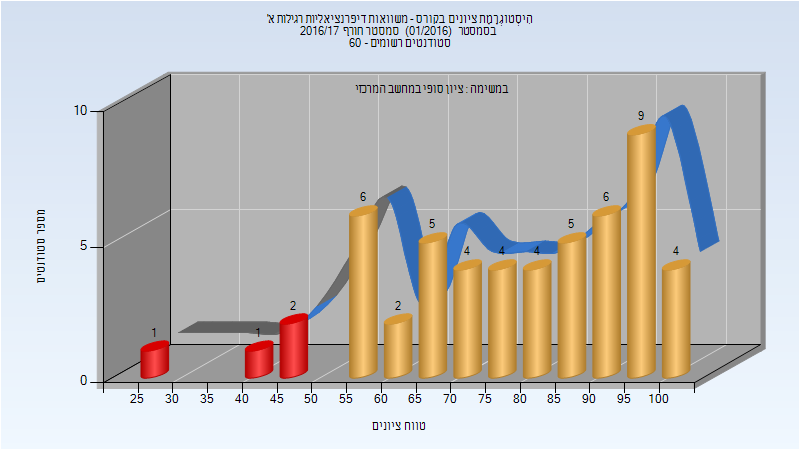 היסטוגרמת ציונים בקורס - משוואות דיפרנציאליות רגילות א'
בסמסטר (01/2016) סמסטר חורף 2016/17
סטודנטים רשומים - 60
במשימה : ציון סופי במחשב המרכזי
מספר סטודנטים
10
5
0
1
1
2
6
2
5
4
4
4
5
6
9
4
25 30 35 40 45 50 55 60 65 70 75 80 85 90 95 100
טווח ציונים